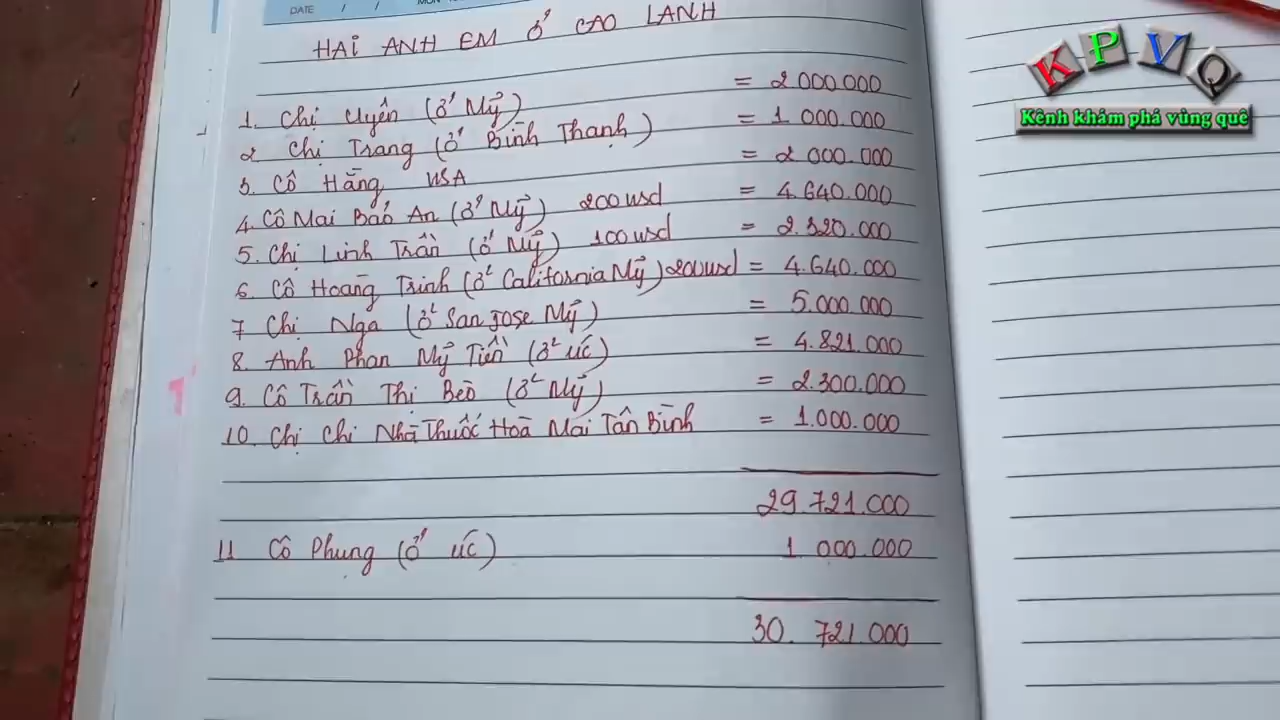 DATE / /
HAI ANH EM Ở CAO LANH
1. Chị Uyên (ở Mỹ) = 2 000.000
2 Chị Trang (ở Bình Thạnh) = 1 000.000
3. Cô Hằng USA = 2 000.000
4. Cô Mai Bảo An (ở Mỹ) 200 usd = 4.640.000
5. Chị Linh Trần (ở Mỹ) 100 usd = 2.320.000
6. Cô Hoàng Trinh (ở California Mỹ) 200 usd = 4.640.000
7 Chị Nga (ở San Jose Mỹ) = 5.000.000
8. Anh Phan Mỹ Tiền (ở Úc) = 4.821.000
9. Cô Trần Thị Bèo (ở Mỹ) = 2.300.000
10. Chị Chi Nhà Thuốc Hoà Mai Tân Bình = 1.000.000
29.721.000
11 Cô Phụng (ở Úc) 1 000.000
30. 721.000
KPVQ
Kênh khám phá vùng quê